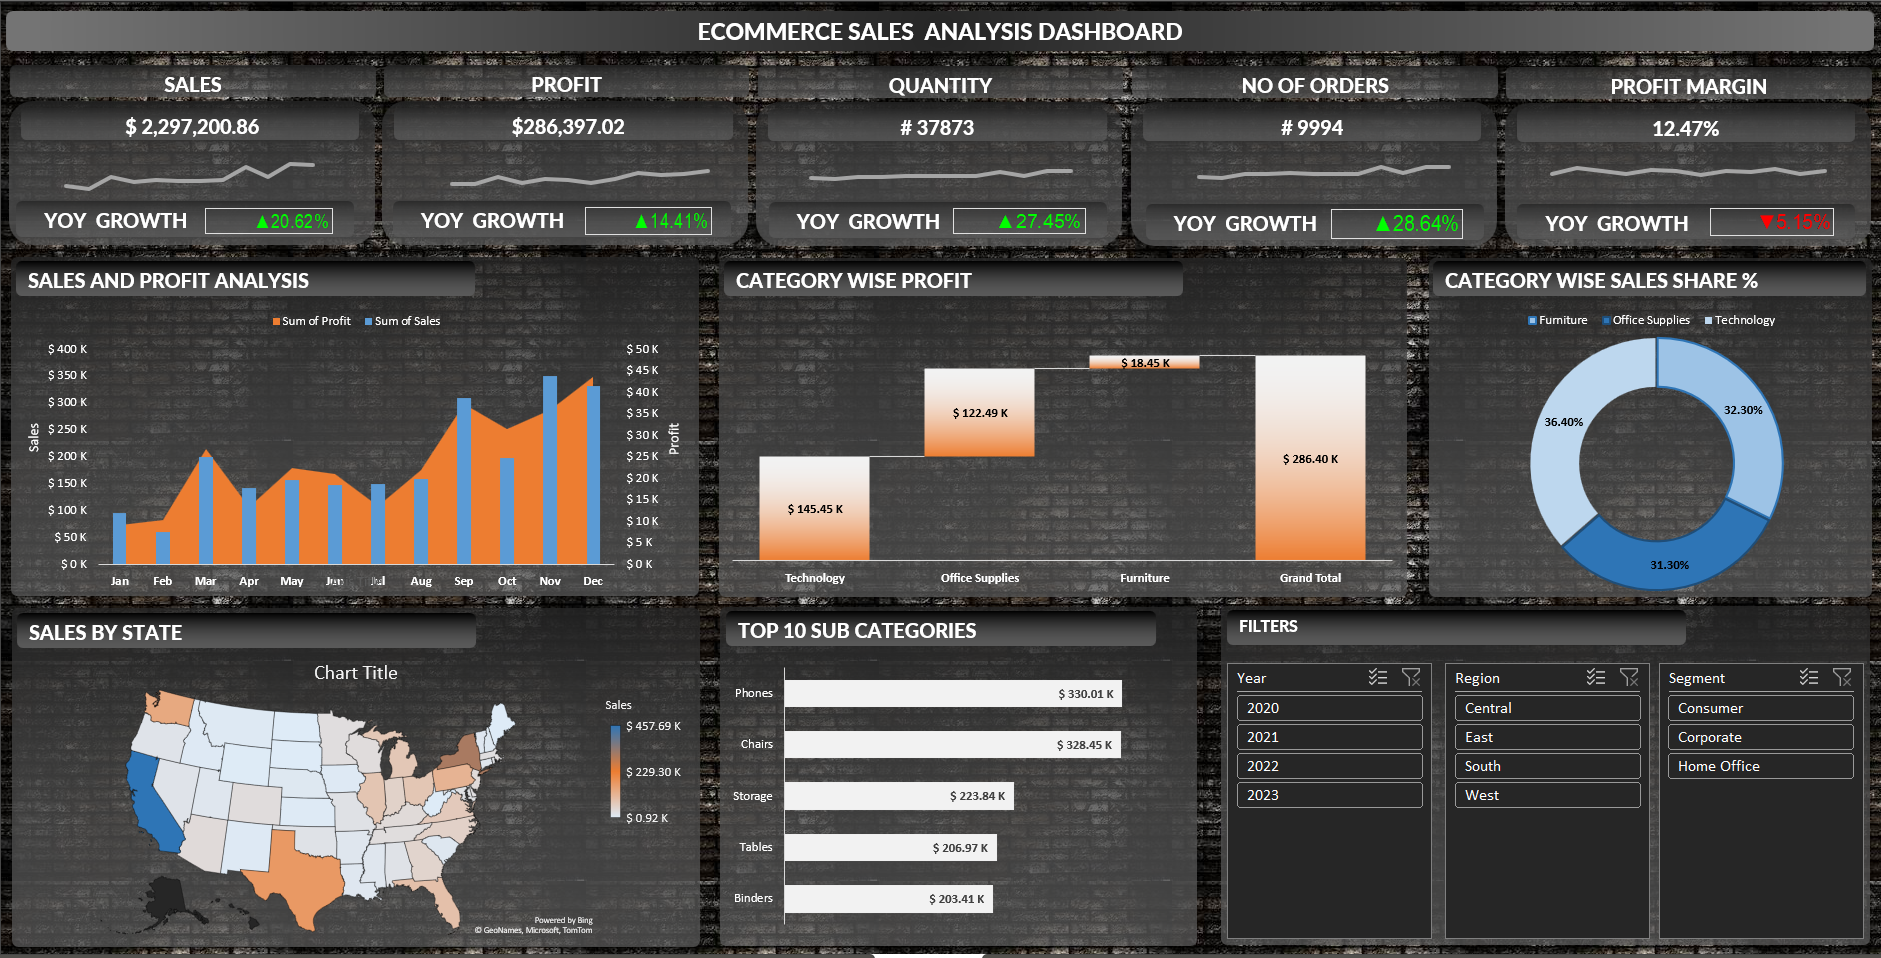 ECOMMERCE SALES  ANALYSIS DASHBOARD
SALES
$ 2,297,200.86
YOY  GROWTH ▲20.62%
PROFIT
$286,397.02
YOY  GROWTH ▲14.41%
QUANTITY
# 37873
YOY  GROWTH ▲27.45%
NO OF ORDERS
# 9994
YOY  GROWTH ▲28.64%
PROFIT MARGIN
12.47%
YOY  GROWTH ▼5.15%
SALES AND PROFIT ANALYSIS
Sum of Profit Sum of Sales
Sales
$ 400 K
$ 350 K
$ 300 K
$ 250 K
$ 200 K
$ 150 K
$ 100 K
$ 50 K
$ 0 K
$ 50 K
$ 45 K
$ 40 K
$ 35 K
$ 30 K
$ 25 K
$ 20 K
$ 15 K
$ 10 K
$ 5 K
$ 0 K
Profit
Jan Feb Mar Apr May Jun Jul Aug Sep Oct Nov Dec
CATEGORY WISE PROFIT
$ 145.45 K
$ 122.49 K
$ 18.45 K
$ 286.40 K
Technology Office Supplies Furniture Grand Total
CATEGORY WISE SALES SHARE %
Furniture Office Supplies Technology
32.30%
36.40%
31.30%
SALES BY STATE
Chart Title
Sales
$ 457.69 K
$ 229.30 K
$ 0.92 K
Powered by Bing
© GeoNames, Microsoft, TomTom
TOP 10 SUB CATEGORIES
Phones $ 330.01 K
Chairs $ 328.45 K
Storage $ 223.84 K
Tables $ 206.97 K
Binders $ 203.41 K
FILTERS
Year
2020
2021
2022
2023
Region
Central
East
South
West
Segment
Consumer
Corporate
Home Office